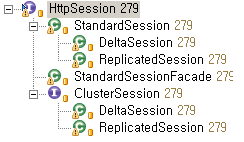 HttpSession 279
StandardSession 279
DeltaSession 279
ReplicatedSession 279
StandardSessionFacade 279
ClusterSession 279
DeltaSession 279
ReplicatedSession 279